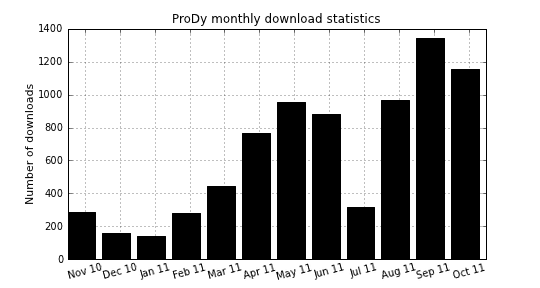 ProDy monthly download statistics
1400
1200
1000
800
600
400
200
0
Number of downloads
Nov 10 Dec 10 Jan 11 Feb 11 Mar 11 Apr 11 May 11 Jun 11 Jul 11 Aug 11 Sep 11 Oct 11